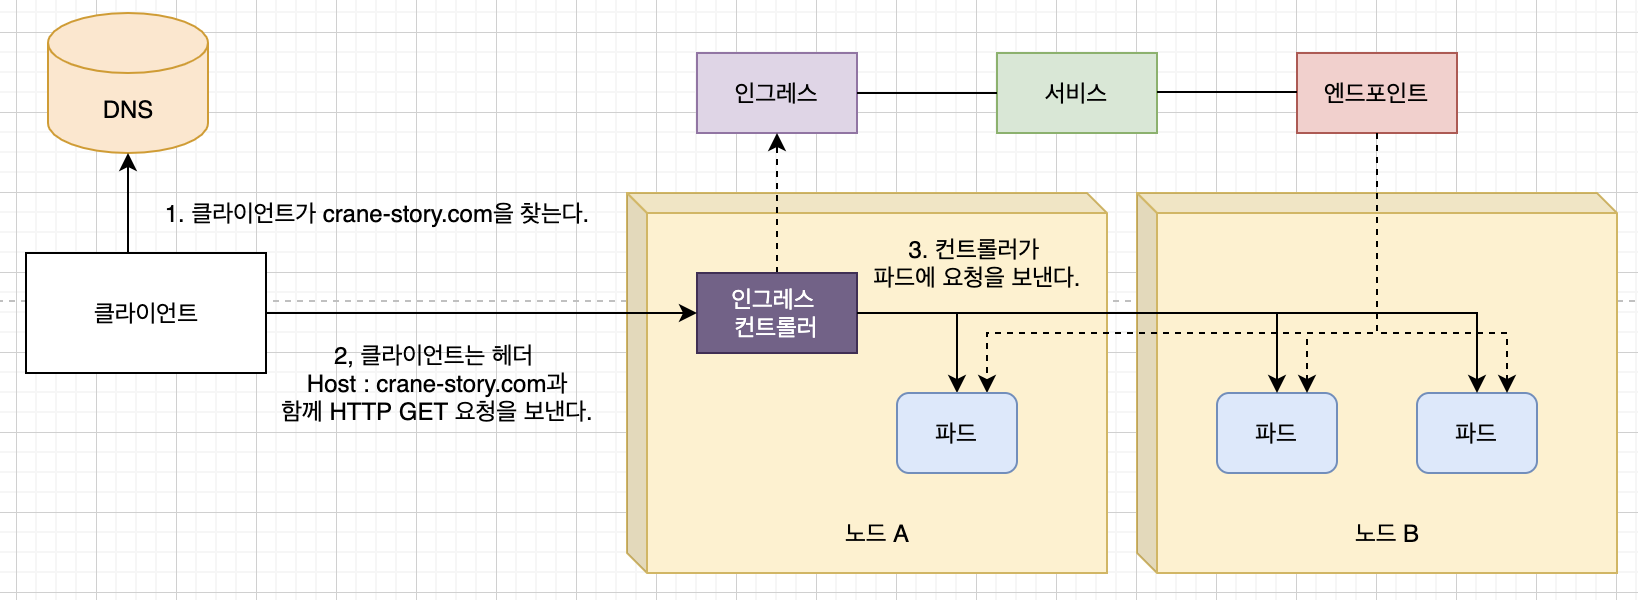 DNS
인그레스
서비스
엔드포인트
1. 클라이언트가 crane-story.com을 찾는다.
클라이언트
2, 클라이언트는 헤더
Host : crane-story.com과
함께 HTTP GET 요청을 보낸다.
인그레스
컨트롤러
3. 컨트롤러가
파드에 요청을 보낸다.
파드
파드
파드
노드 A
노드 B